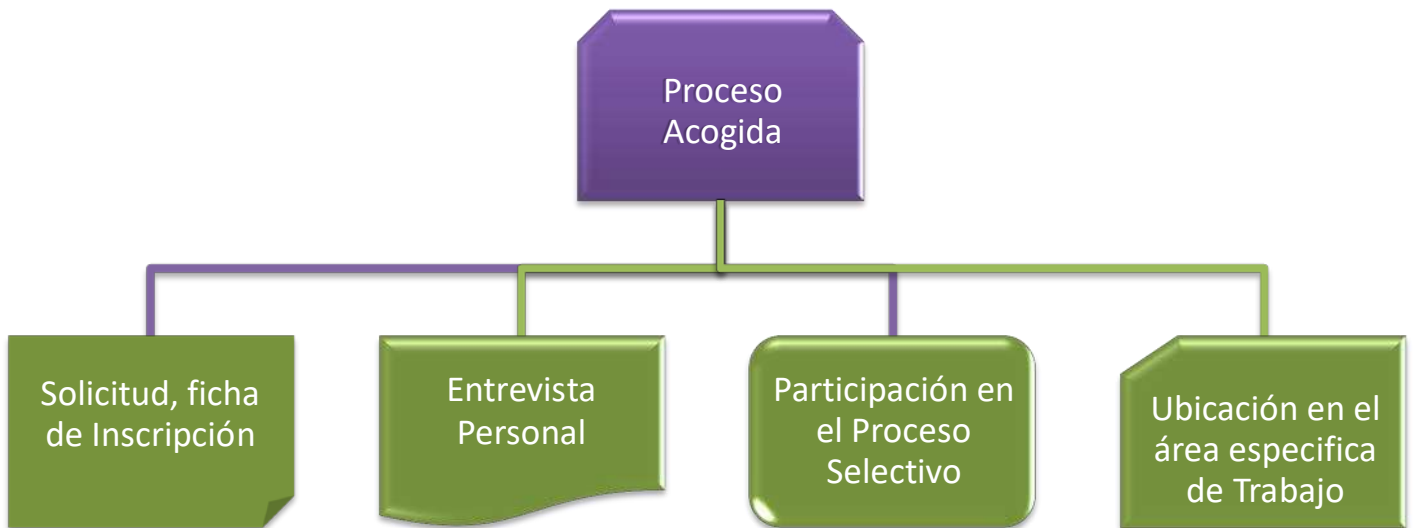 Proceso
Acogida
Solicitud, ficha
de Inscripción
Entrevista
Personal
Participación en
el Proceso
Selectivo
Ubicación en el
área especifica
de Trabajo